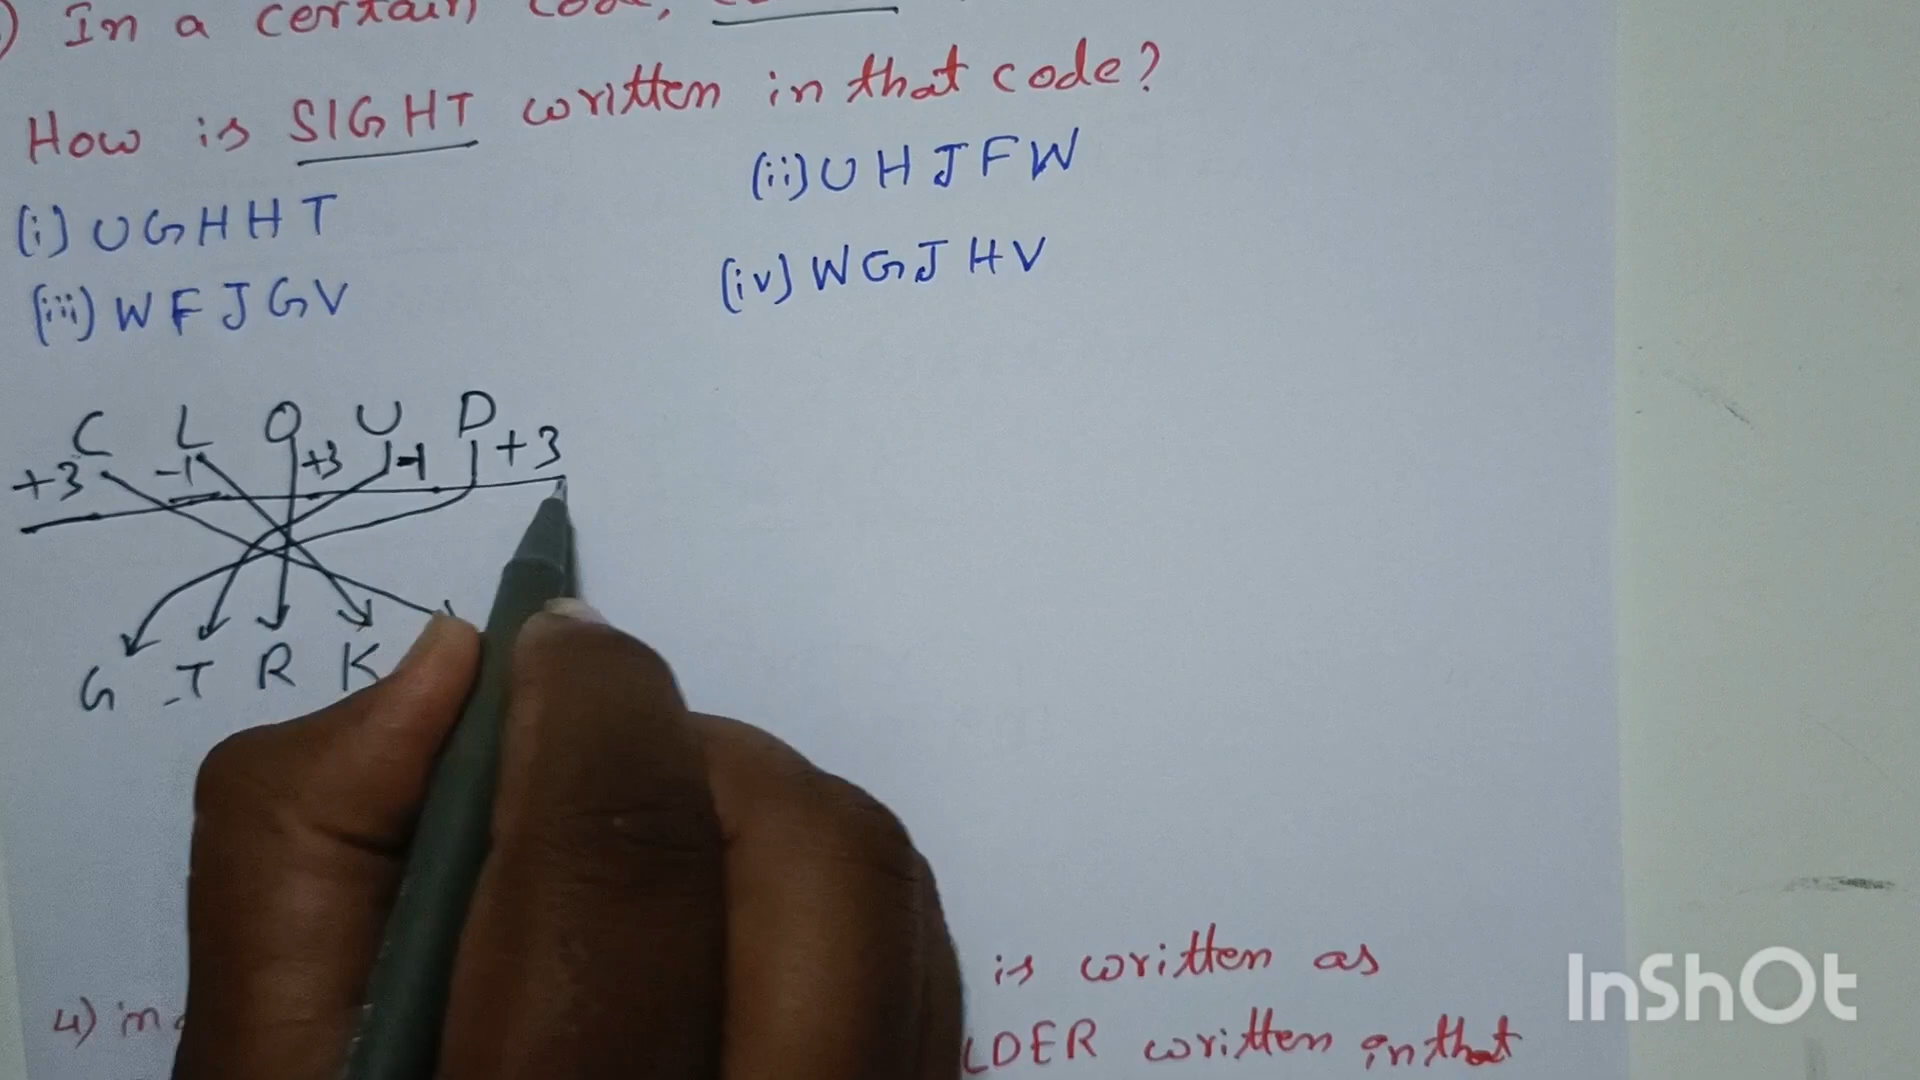 ) In a certain code,
How is SIGHT written in that code?
(i) UGHHT (ii) UHJFW
(iii) WFJGV (iv) WGJHV
C L O U D
+3 -1 +3 -1 +3
G T R K
is written as
4) in LDER written in that
InShOt